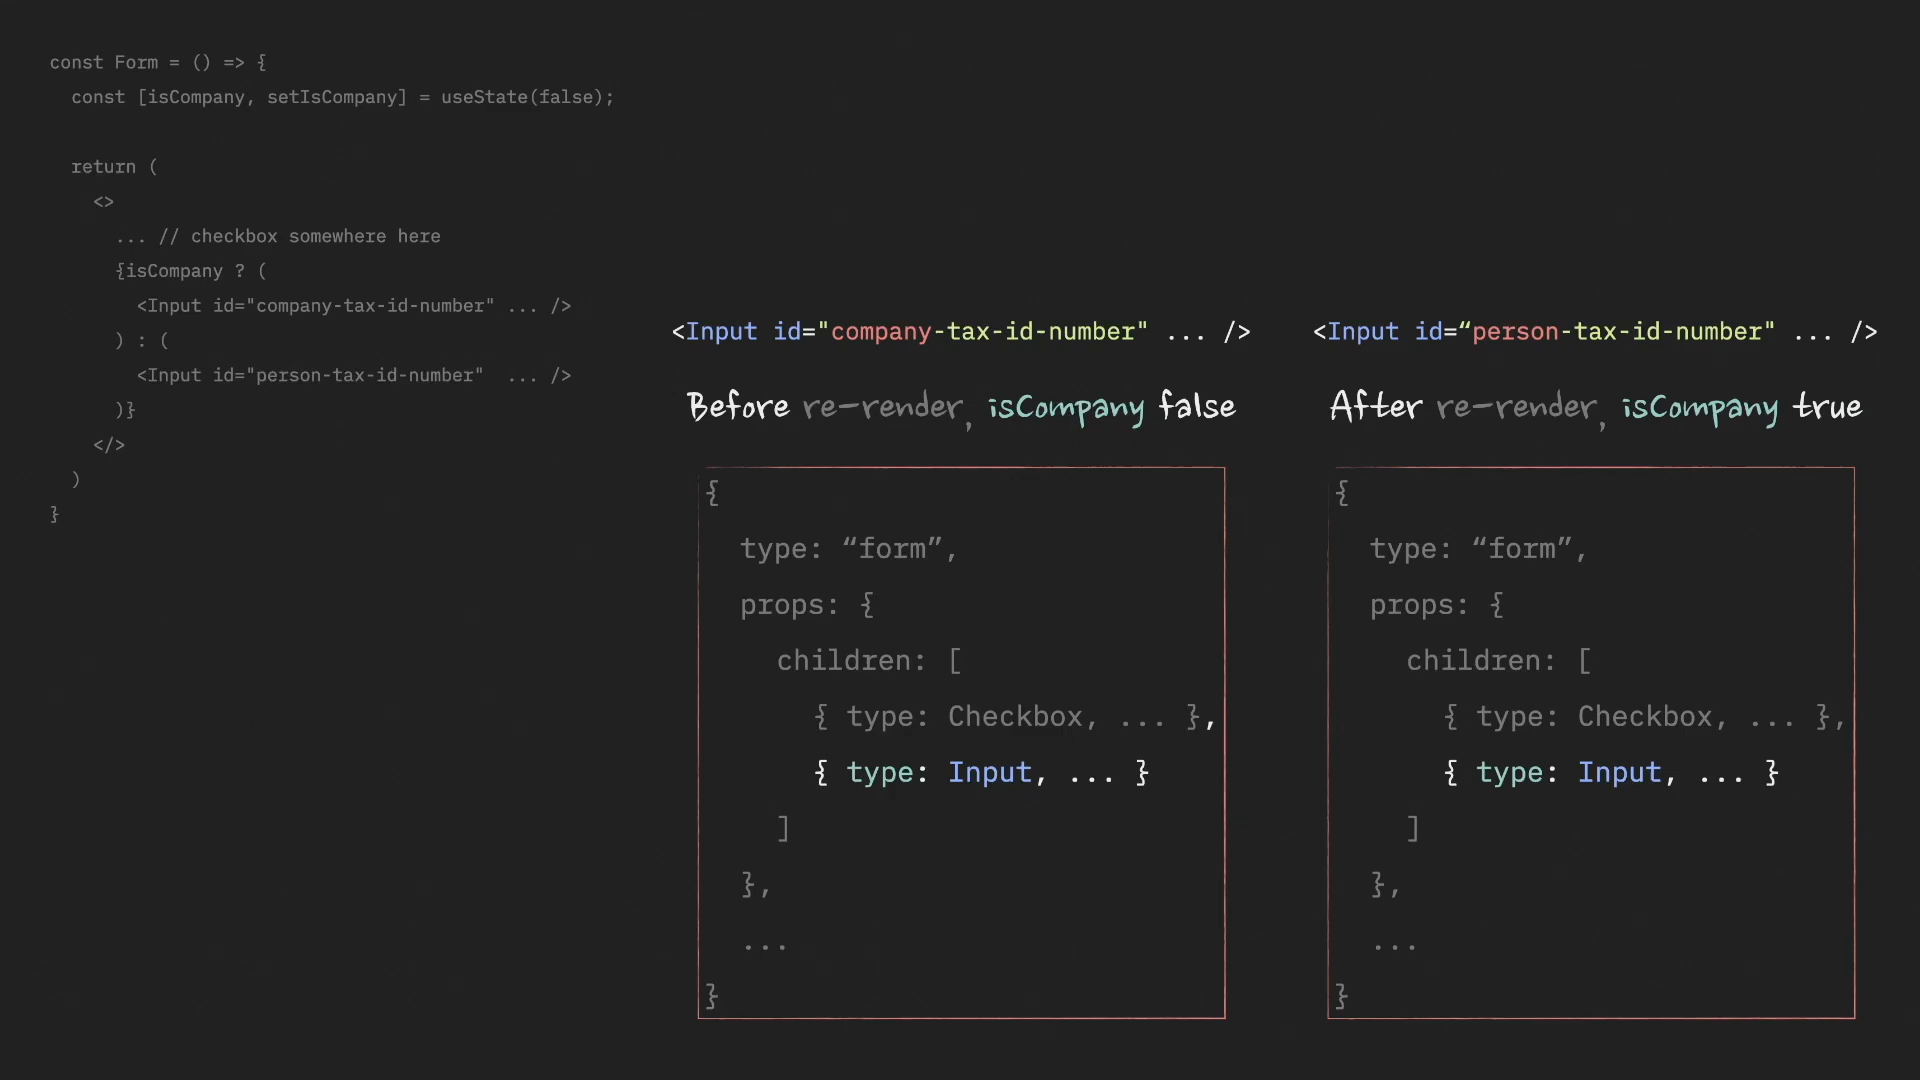 const Form = () => {
const [isCompany, setIsCompany] = useState(false);
return (
<>
... // checkbox somewhere here
{isCompany ? (
<Input id="company-tax-id-number" ... />
) : (
<Input id="person-tax-id-number"  ... />
)}
</>
)
}
<Input id="company-tax-id-number" ... />
Before re-render, isCompany false
{
type: “form”,
props: {
children: [
{ type: Checkbox, ... },
{ type: Input, ... }
]
},
...
}
<Input id=“person-tax-id-number" ... />
After re-render, isCompany true
{
type: “form”,
props: {
children: [
{ type: Checkbox, ... },
{ type: Input, ... }
]
},
...
}